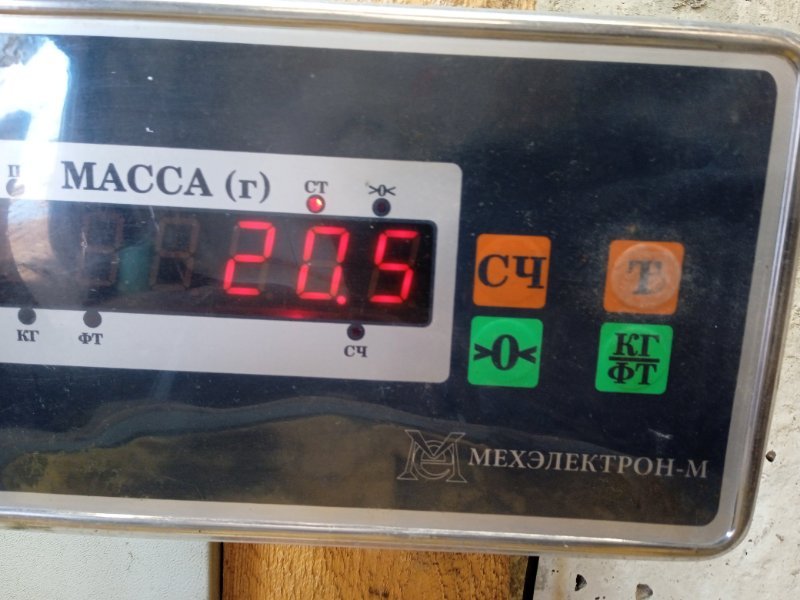 МАССА (г) СТ >0<
20.5
КГ ФТ СЧ
СЧ Т
>0< КГ
ФТ
МЕХЭЛЕКТРОН-М